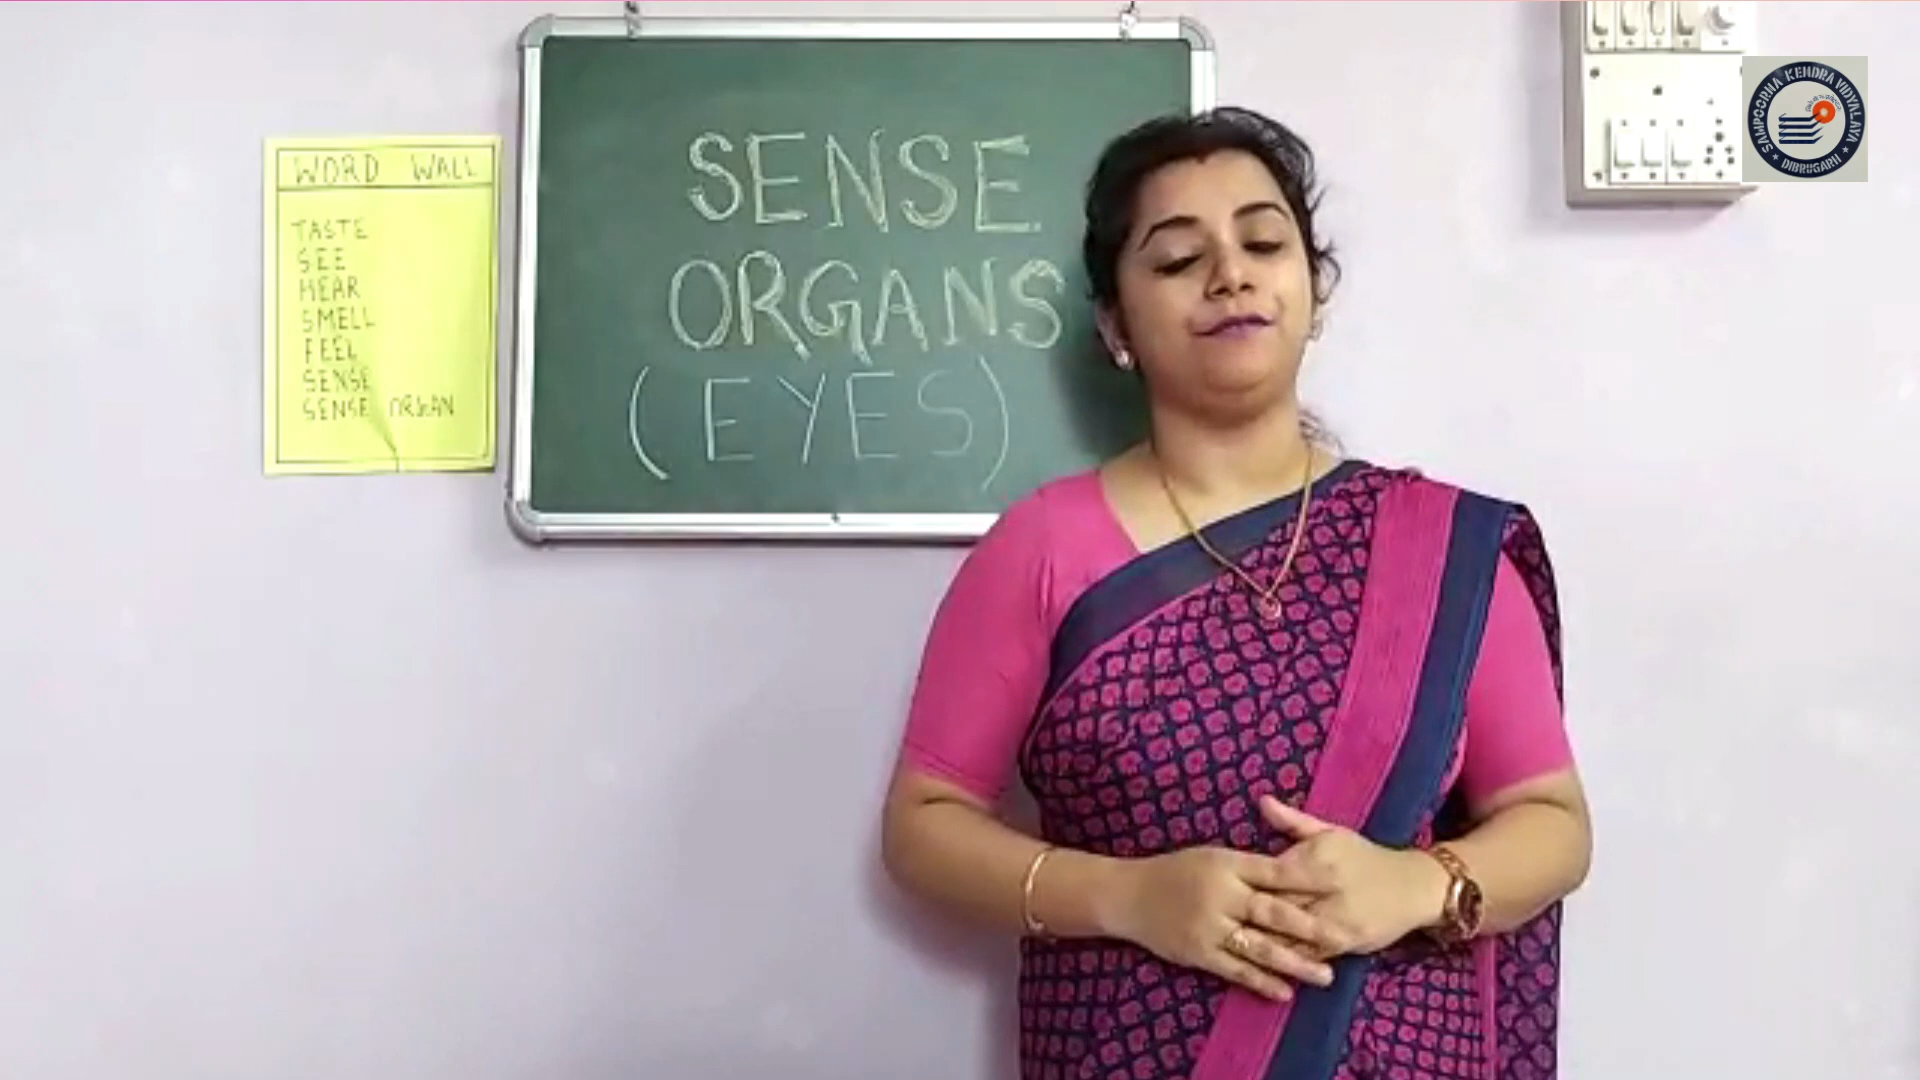 WORD WALL
TASTE
SEE
HEAR
SMELL
FEEL
SENSE
SENSE ORGAN
SENSE
ORGANS
(EYES)
SAMPOORNA KENDRA VIDYALAYA
DIBRUGARH